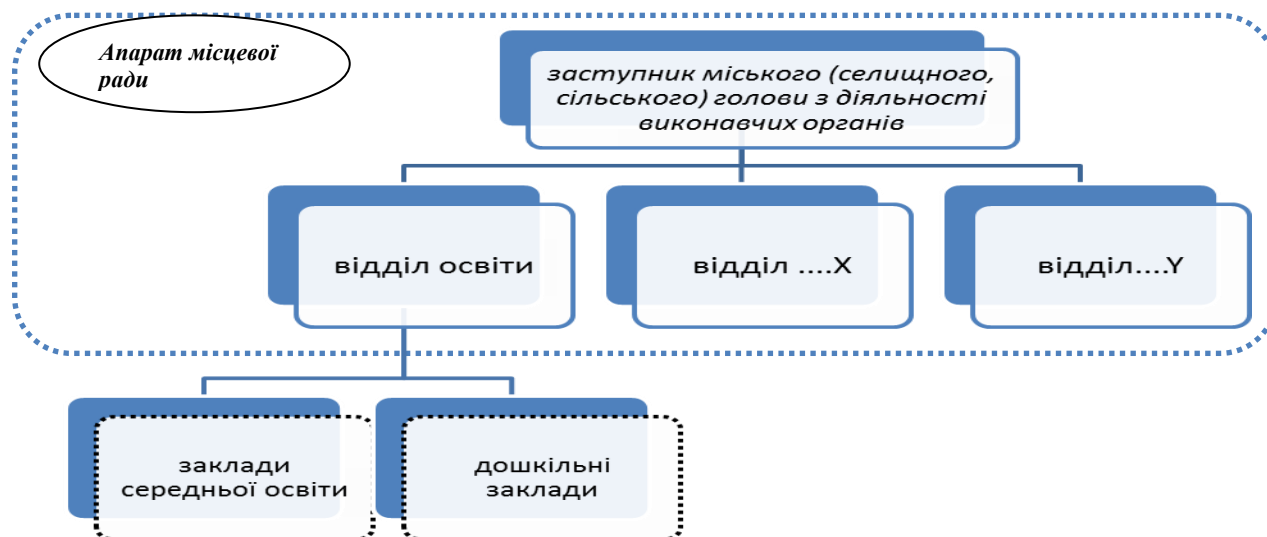 Апарат місцевої
ради
заступник міського (селищного,
сільського) голови з діяльності
виконавчих органів
відділ освіти
відділ ....X
відділ....Y
заклади
середньої освіти
дошкільні
заклади